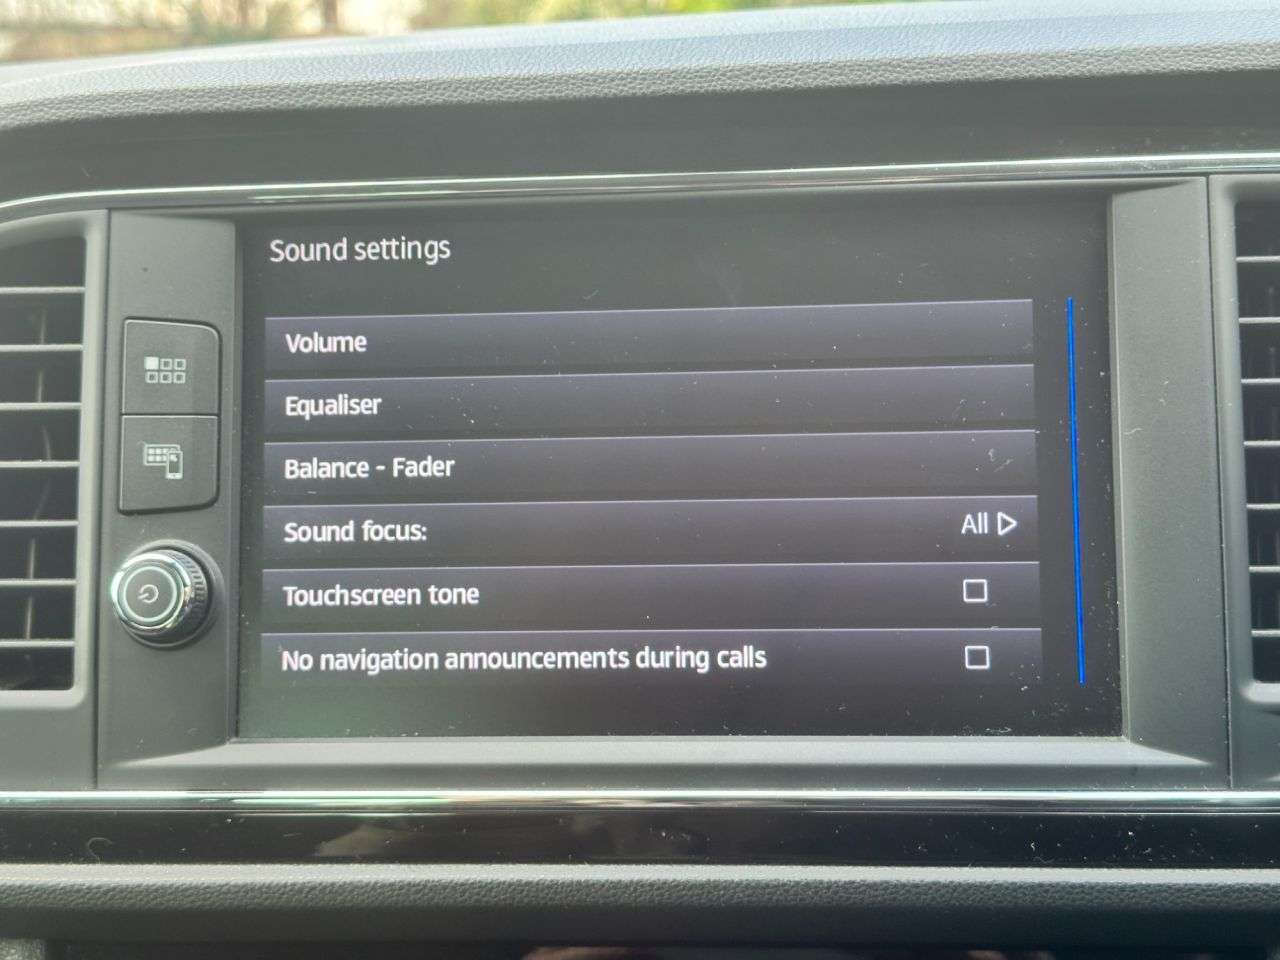 Sound settings
Volume
Equaliser
Balance - Fader
Sound focus: All
Touchscreen tone
No navigation announcements during calls